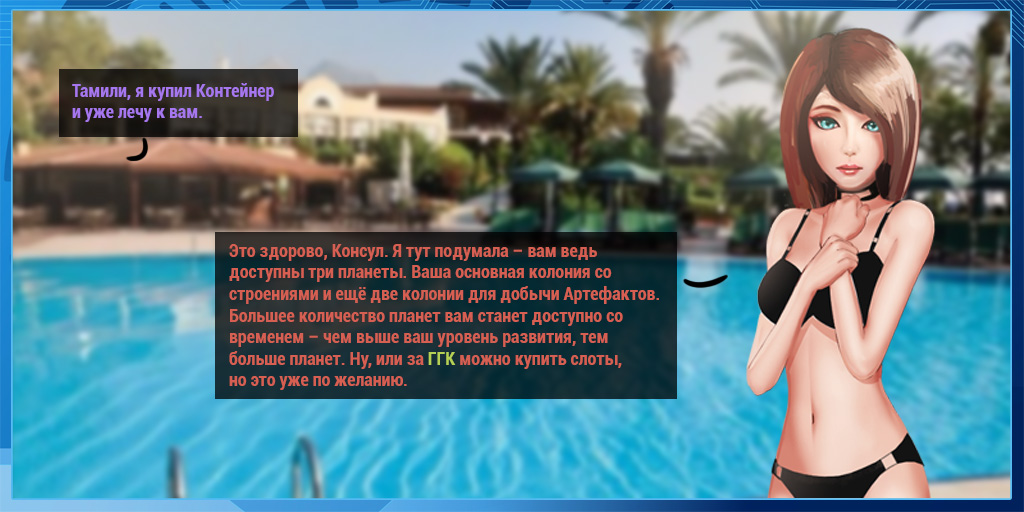 Тамили, я купил Контейнер
и уже лечу к вам.
Это здорово, Консул. Я тут подумала – вам ведь
доступны три планеты. Ваша основная колония со
строениями и ещё две колонии для добычи Артефактов.
Большее количество планет вам станет доступно со
временем – чем выше ваш уровень развития, тем
больше планет. Ну, или за ГГК можно купить слоты,
но это уже по желанию.